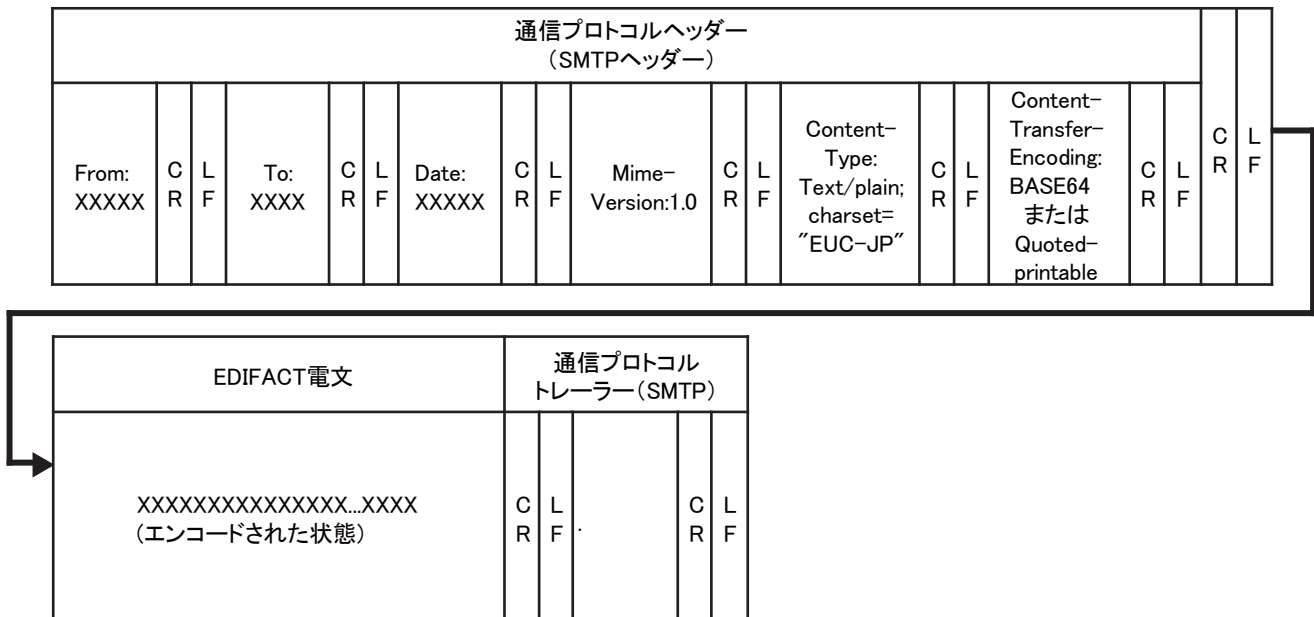 通信プロトコルヘッダー
（SMTPヘッダー）
From:
XXXXX
C
R
L
F
To:
XXXX
C
R
L
F
Date:
XXXXX
C
R
L
F
Mime-
Version:1.0
C
R
L
F
Content-
Type:
Text/plain;
charset=
"EUC-JP"
C
R
L
F
Content-
Transfer-
Encoding:
BASE64
または
Quoted-
printable
C
R
L
F
C
R
L
F
EDIFACT電文
通信プロトコル
トレーラー（SMTP）
XXXXXXXXXXXXXXX...XXXX
（エンコードされた状態）
C
R
L
F
.
C
R
L
F